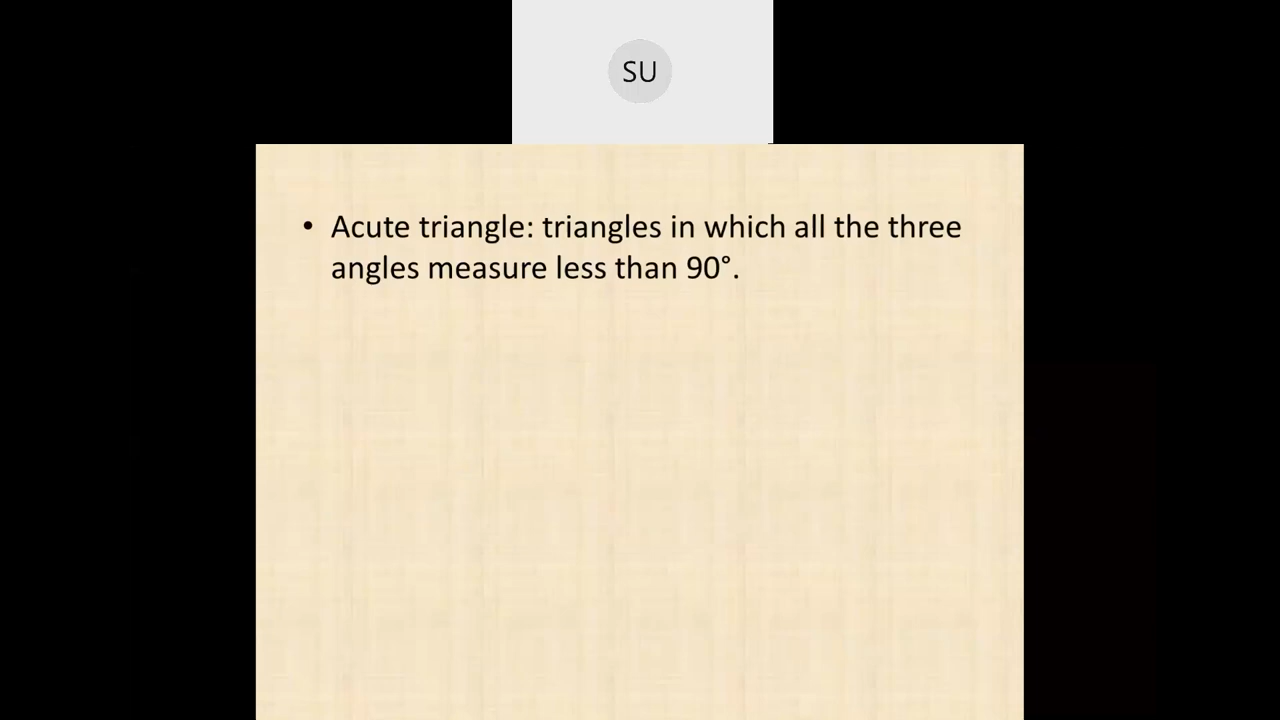 SU
• Acute triangle: triangles in which all the three
angles measure less than 90°.